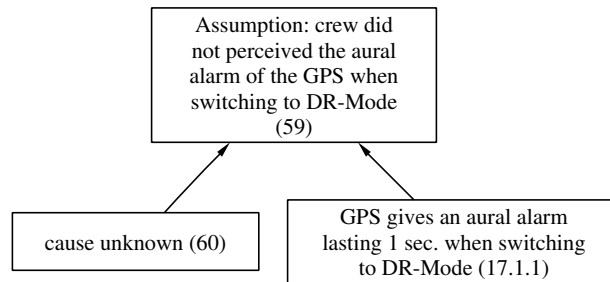 Assumption: crew did
not perceived the aural
alarm of the GPS when
switching to DR-Mode
(59)
cause unknown (60)
GPS gives an aural alarm
lasting 1 sec. when switching
to DR-Mode (17.1.1)